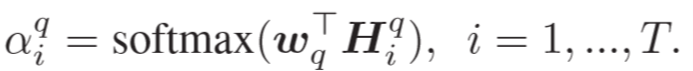 α_i^q = softmax(w_q^⊤ H_i^q), i = 1, ..., T.